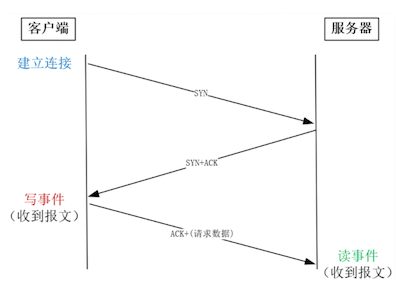 客户端
服务器
建立连接
SYN
SYN+ACK
写事件
（收到报文）
ACK+(请求数据)
读事件
（收到报文）